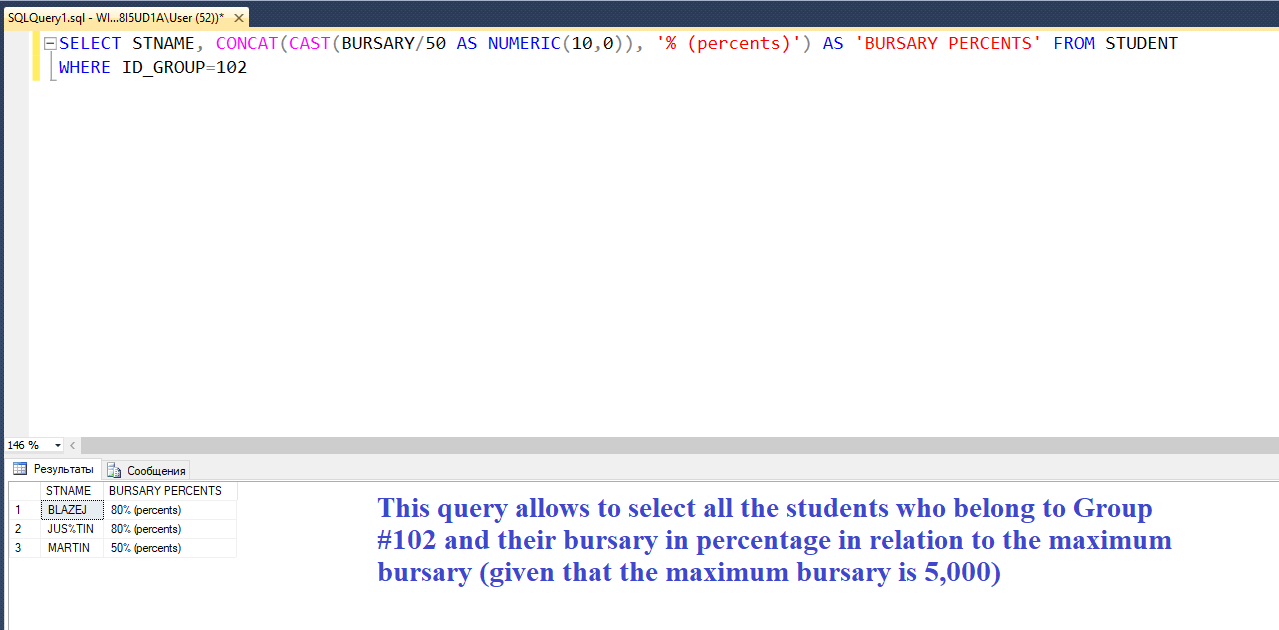 SQLQuery1.sql - WI...8I5UD1A\User (52))* ×
SELECT STNAME, CONCAT(CAST(BURSARY/50 AS NUMERIC(10,0)), '% (percents)') AS 'BURSARY PERCENTS' FROM STUDENT
WHERE ID_GROUP=102
146 %
Результаты Сообщения
STNAME BURSARY PERCENTS
1 BLAZEJ 80% (percents)
2 JUS%TIN 80% (percents)
3 MARTIN 50% (percents)
This query allows to select all the students who belong to Group
#102 and their bursary in percentage in relation to the maximum
bursary (given that the maximum bursary is 5,000)